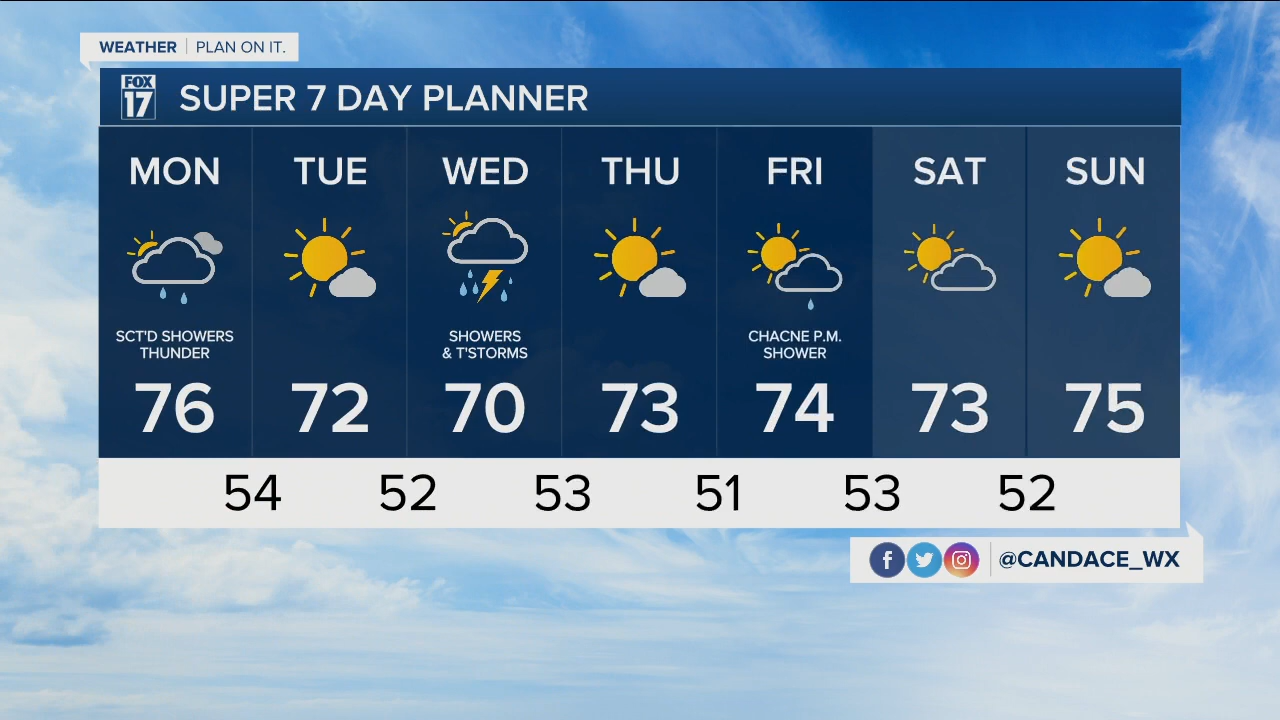 WEATHER | PLAN ON IT.
FOX
17
SUPER 7 DAY PLANNER
MON TUE WED THU FRI SAT SUN
SCT'D SHOWERS
THUNDER
SHOWERS
& T'STORMS
CHACNE P.M.
SHOWER
76 72 70 73 74 73 75
54 52 53 51 53 52
f @CANDACE_WX